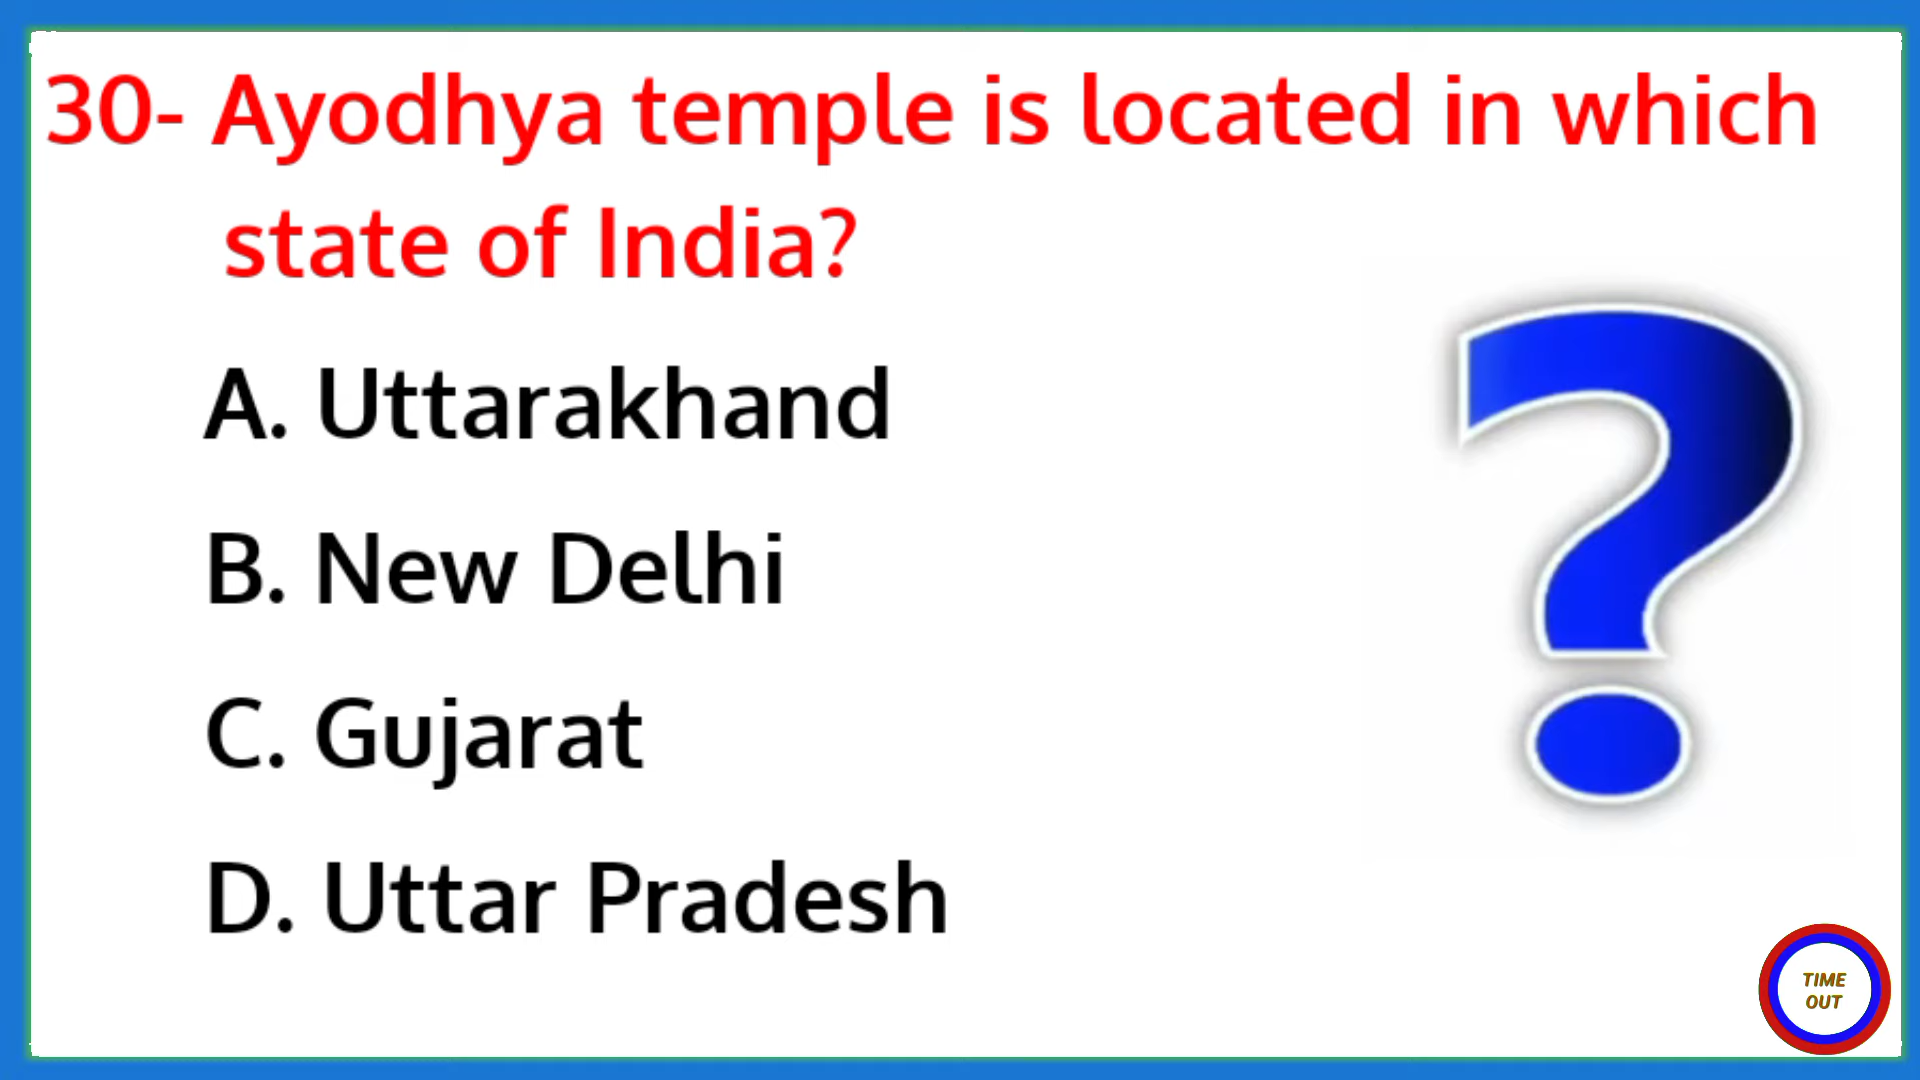 30- Ayodhya temple is located in which
state of India?
A. Uttarakhand
B. New Delhi
C. Gujarat
D. Uttar Pradesh
TIME
OUT